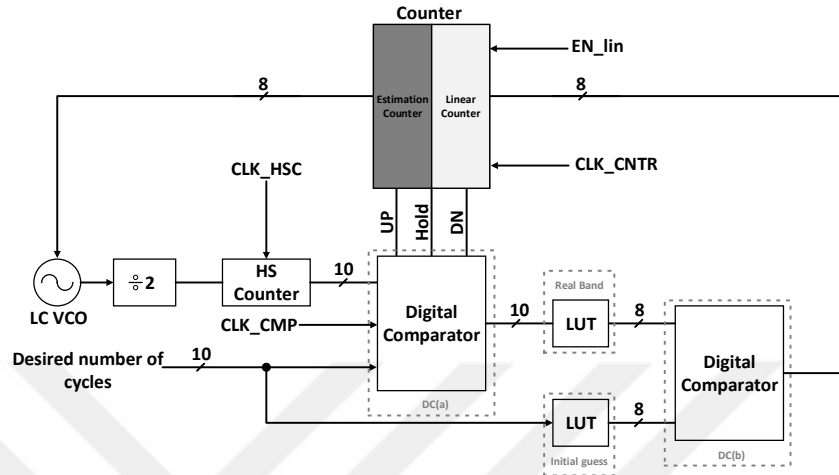 Counter
EN_lin
8
8
Estimation
Counter
Linear
Counter
CLK_HSC
CLK_CNTR
UP
Hold
DN
÷2
HS
Counter
10
LC VCO
CLK_CMP
Digital
Comparator
10
Real Band
LUT
8
Desired number of
cycles
10
Digital
Comparator
DC(a)
LUT
8
Initial guess
DC(b)